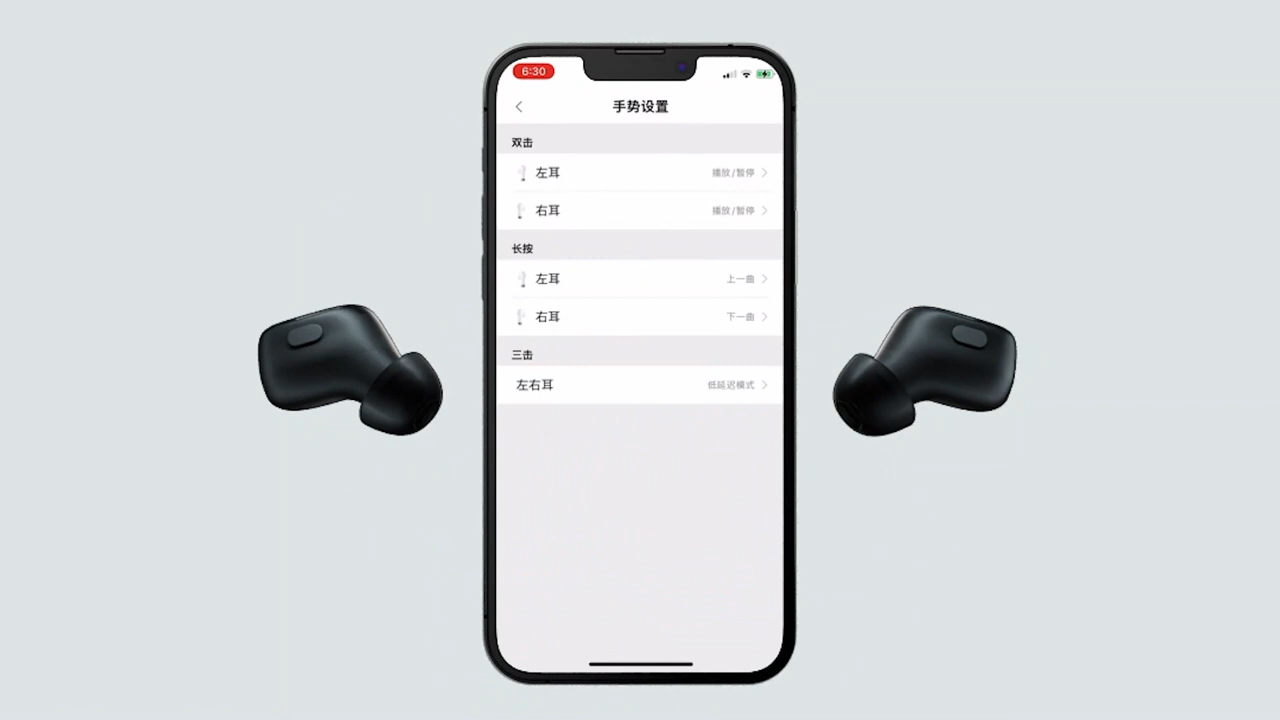 6:30
手势设置
双击
左耳 播放/暂停
右耳 播放/暂停
长按
左耳 上一曲
右耳 下一曲
三击
左右耳 低延迟模式